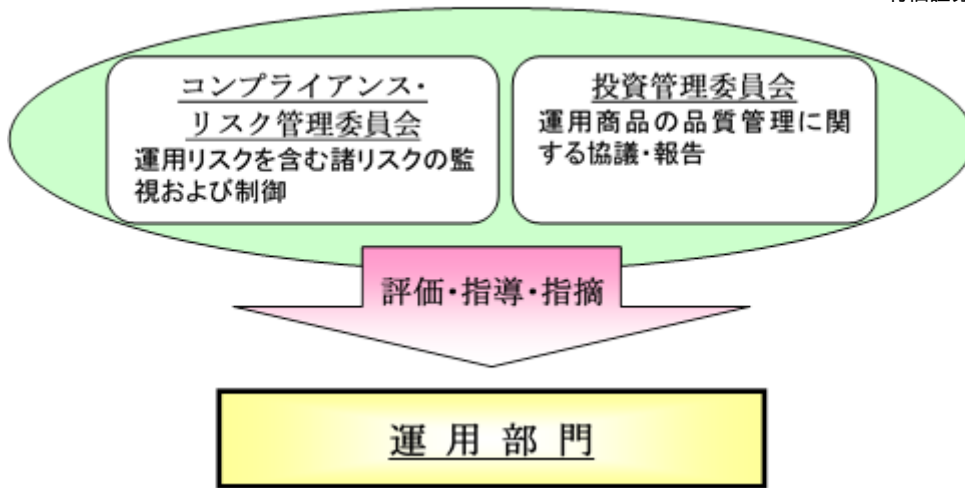 コンプライアンス・
リスク管理委員会
運用リスクを含む諸リスクの監
視および制御
投資管理委員会
運用商品の品質管理に関
する協議・報告
評価・指導・指摘
運用部門